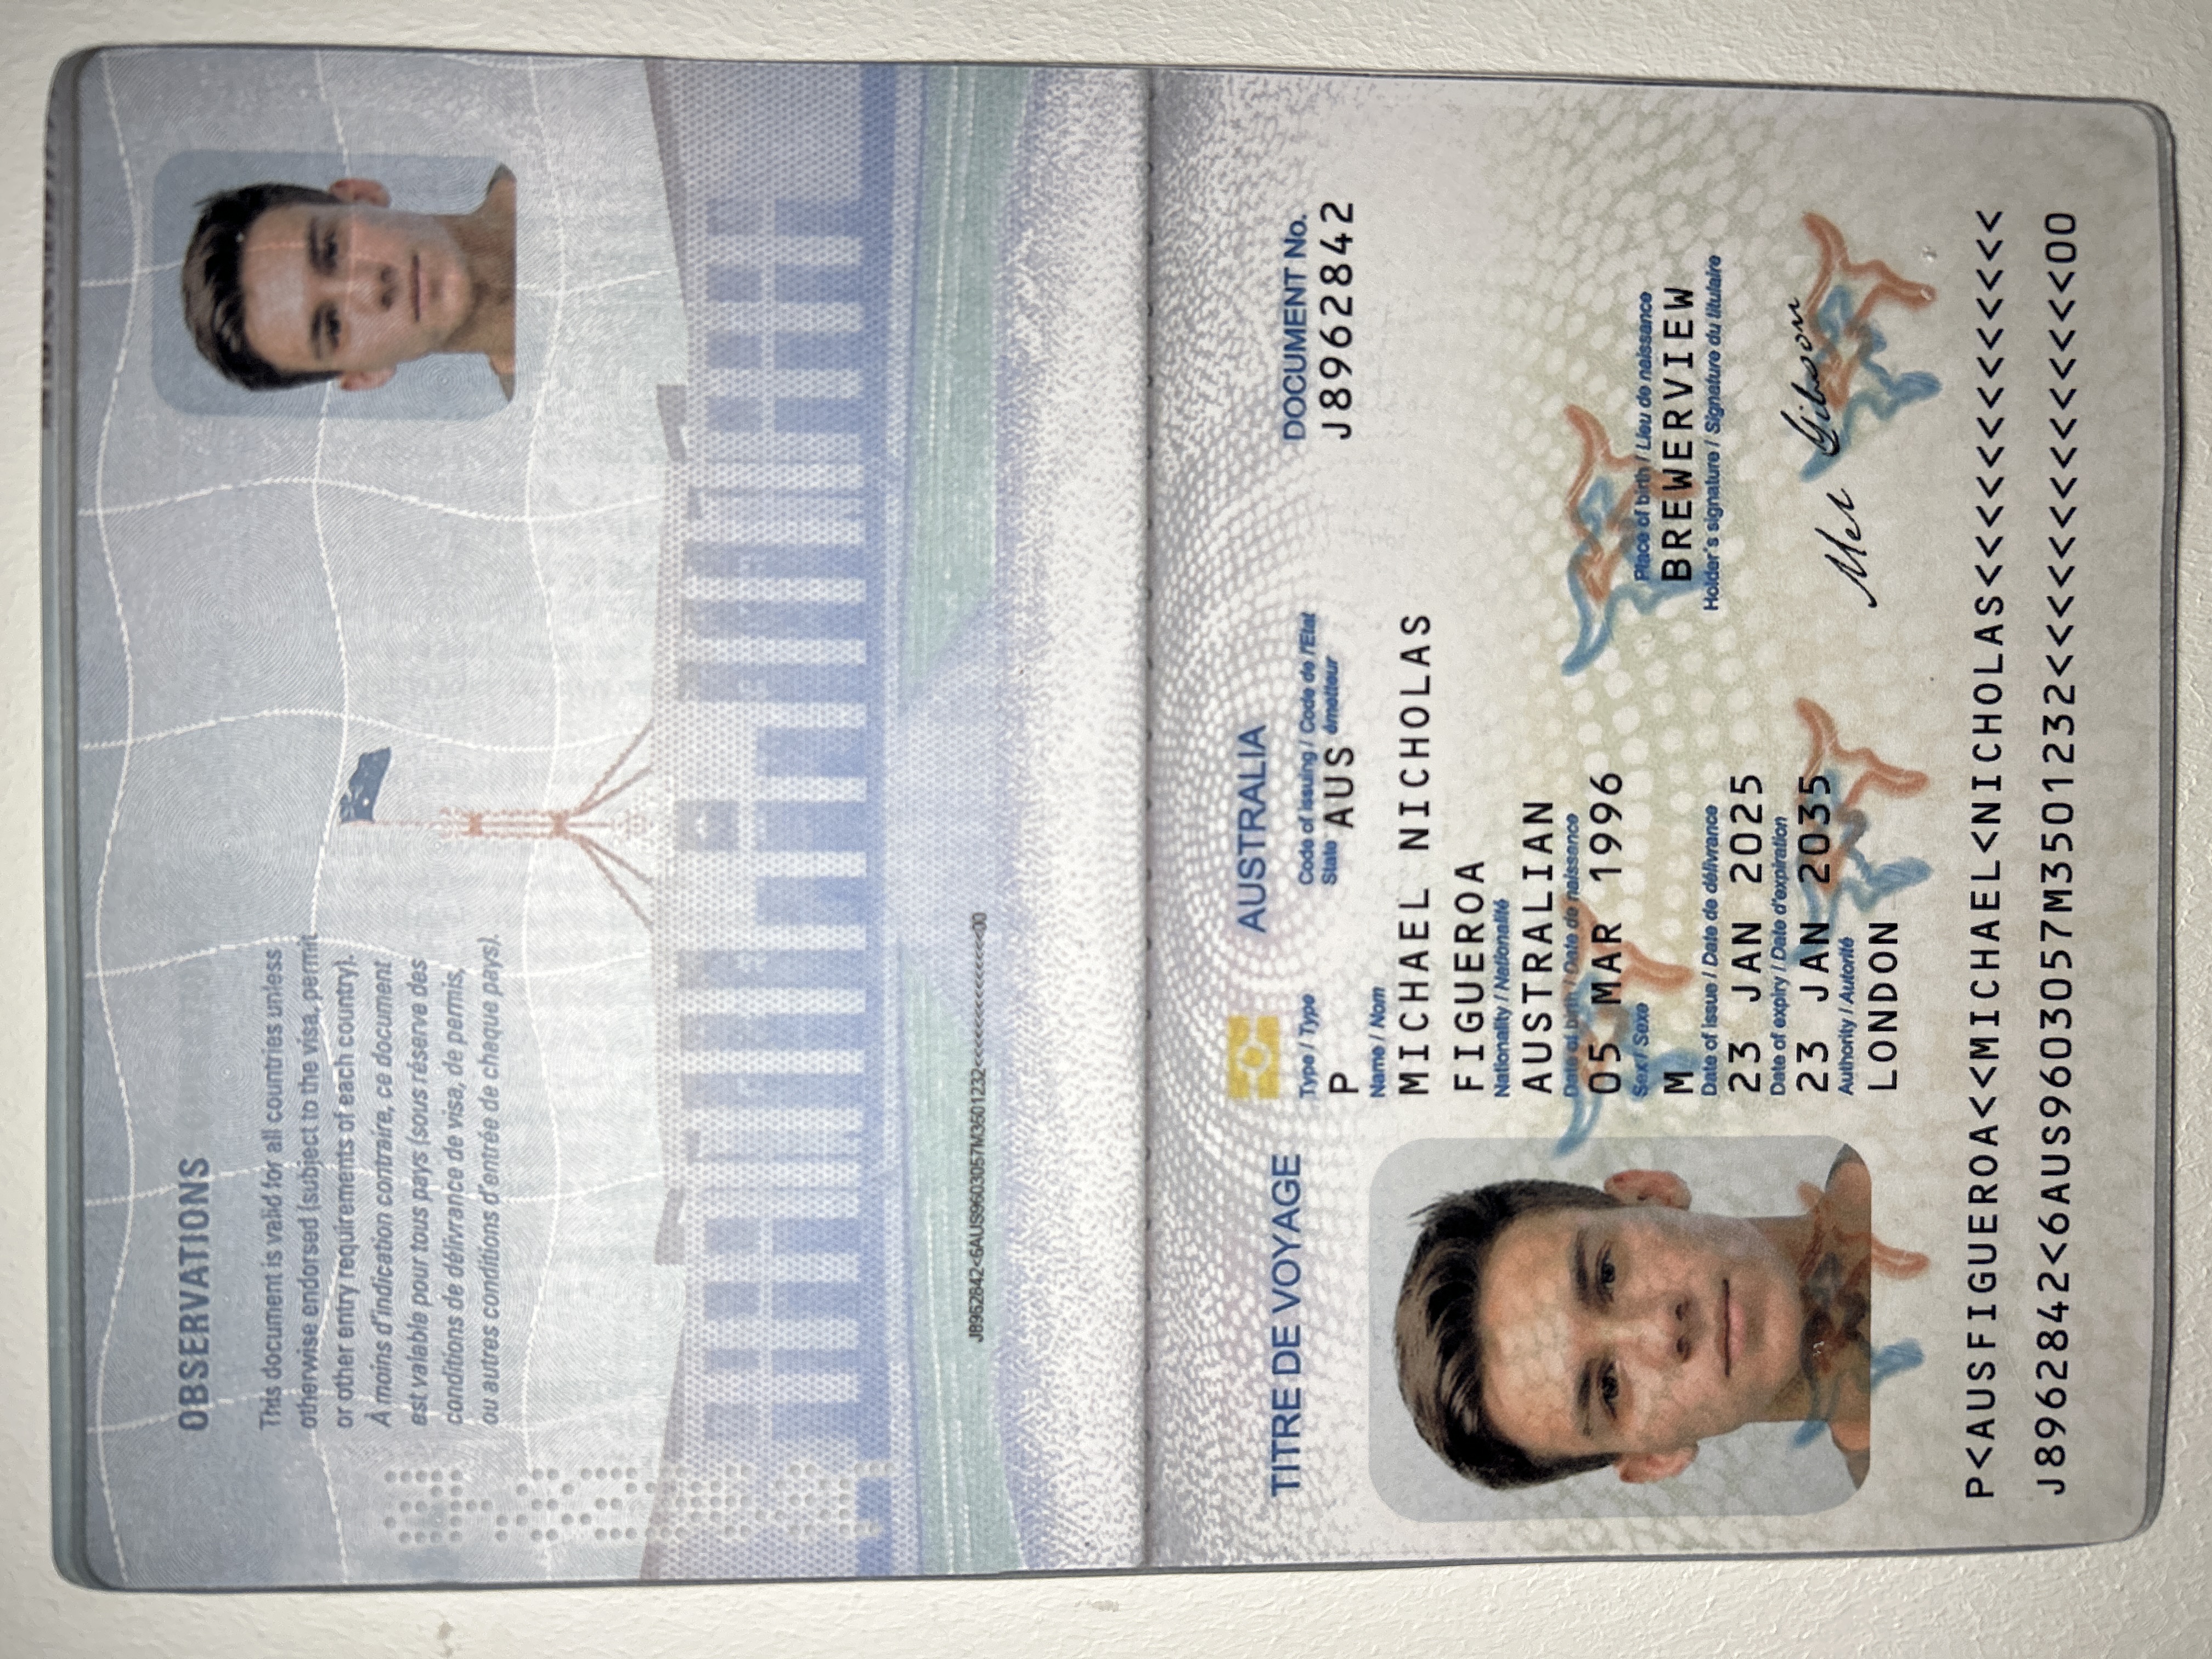 OBSERVATIONS
This document is valid for all countries unless
otherwise endorsed (subject to the visa, permit
or other entry requirements of each country).
À moins d'indication contraire, ce document
est valable pour tous pays (sous réserve des
conditions de délivrance de visa, de permis,
ou autres conditions d'entrée de chaque pays).
J8962842<6AUS9603057M3501232<<<<<<<<<<<<<<<00
AUSTRALIA
TITRE DE VOYAGE
DOCUMENT No.
Type / Type
Code of issuing / Code de l'Etat
State émetteur
P
AUS
J8962842
Name / Nom
MICHAEL NICHOLAS
FIGUEROA
Nationality / Nationalité
AUSTRALIAN
Date of birth / Date de naissance
05 MAR 1996
Sex / Sexe
Place of birth / Lieu de naissance
M
BREWERVIEW
Date of issue / Date de délivrance
Holder's signature / Signature du titulaire
23 JAN 2025
Date of expiry / Date d'expiration
23 JAN 2035
Mel Gibson
Authority / Autorité
LONDON
P<AUSFIGUEROA<<MICHAEL<NICHOLAS<<<<<<<<<<<<<
J8962842<6AUS9603057M3501232<<<<<<<<<<<<<<00